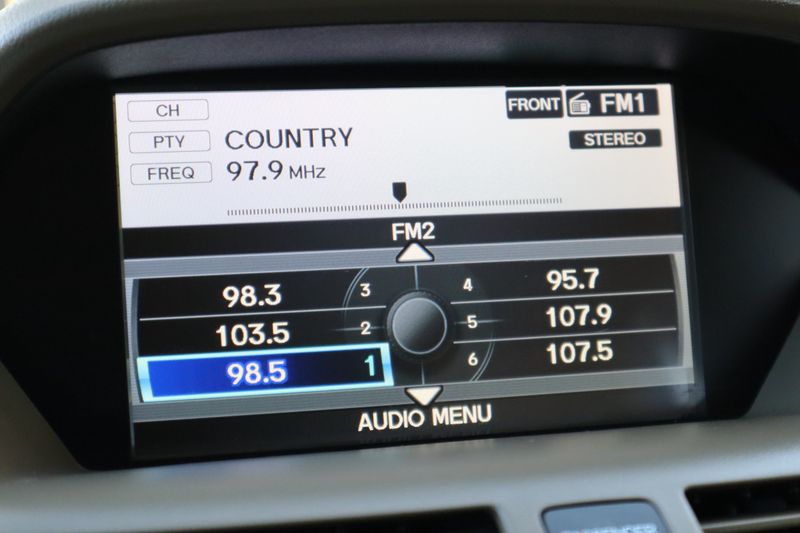 CH
FRONT FM1
PTY COUNTRY STEREO
FREQ 97.9 MHz
FM2
98.3 3 4 95.7
103.5 2 5 107.9
98.5 1 6 107.5
AUDIO MENU